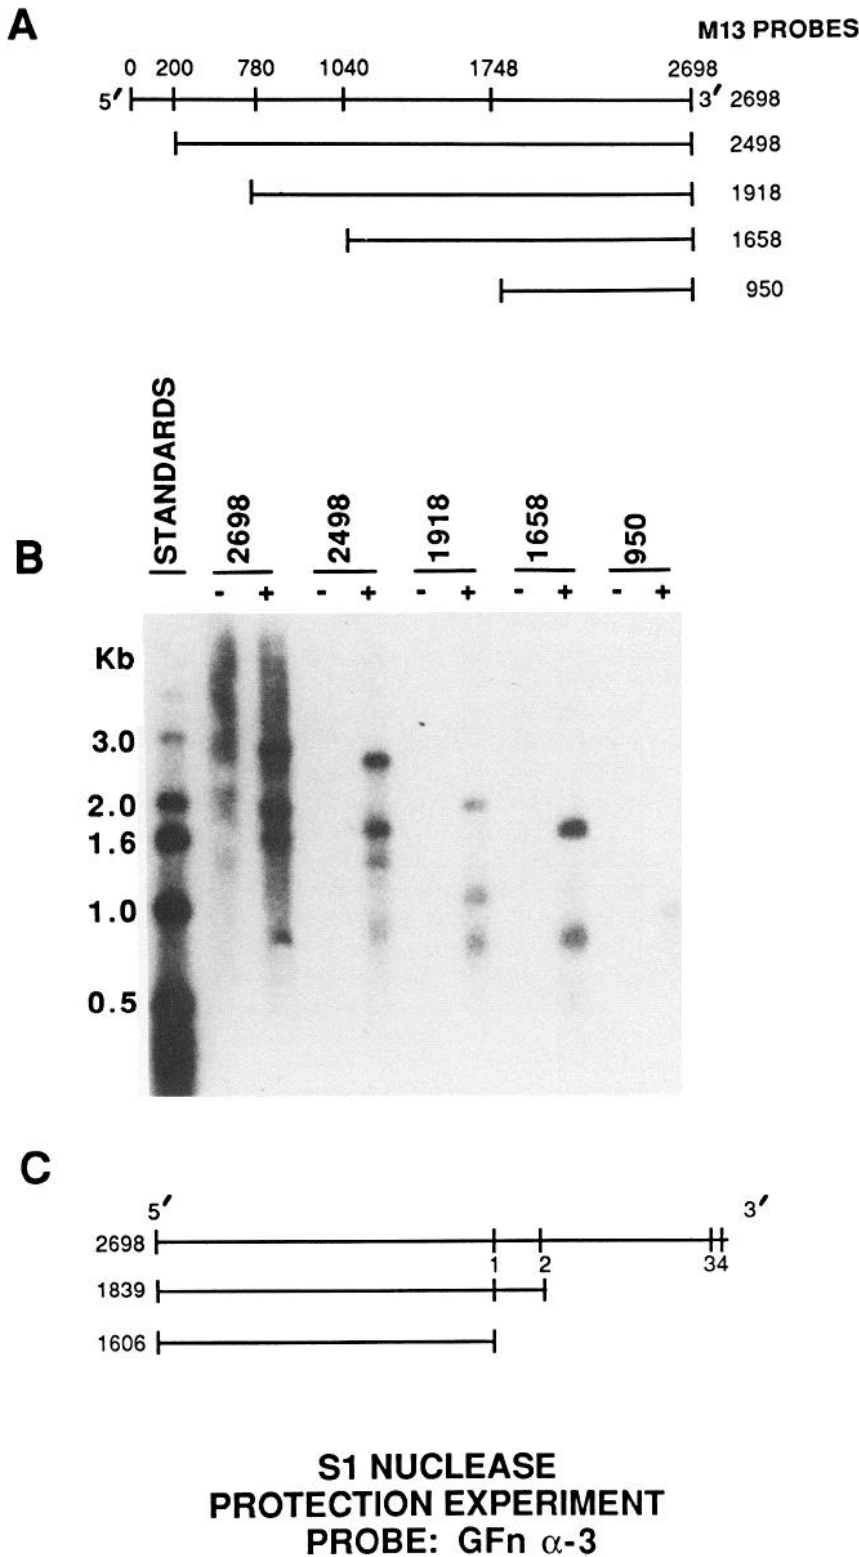 A
M13 PROBES
0 200 780 1040 1748 2698
5′ 3′ 2698
2498
1918
1658
950
B
STANDARDS 2698 2498 1918 1658 950
- + - + - + - + - +
Kb
3.0
2.0
1.6
1.0
0.5
C
5′ 3′
2698
1 2 34
1839
1606
S1 NUCLEASE
PROTECTION EXPERIMENT
PROBE: GFn α-3